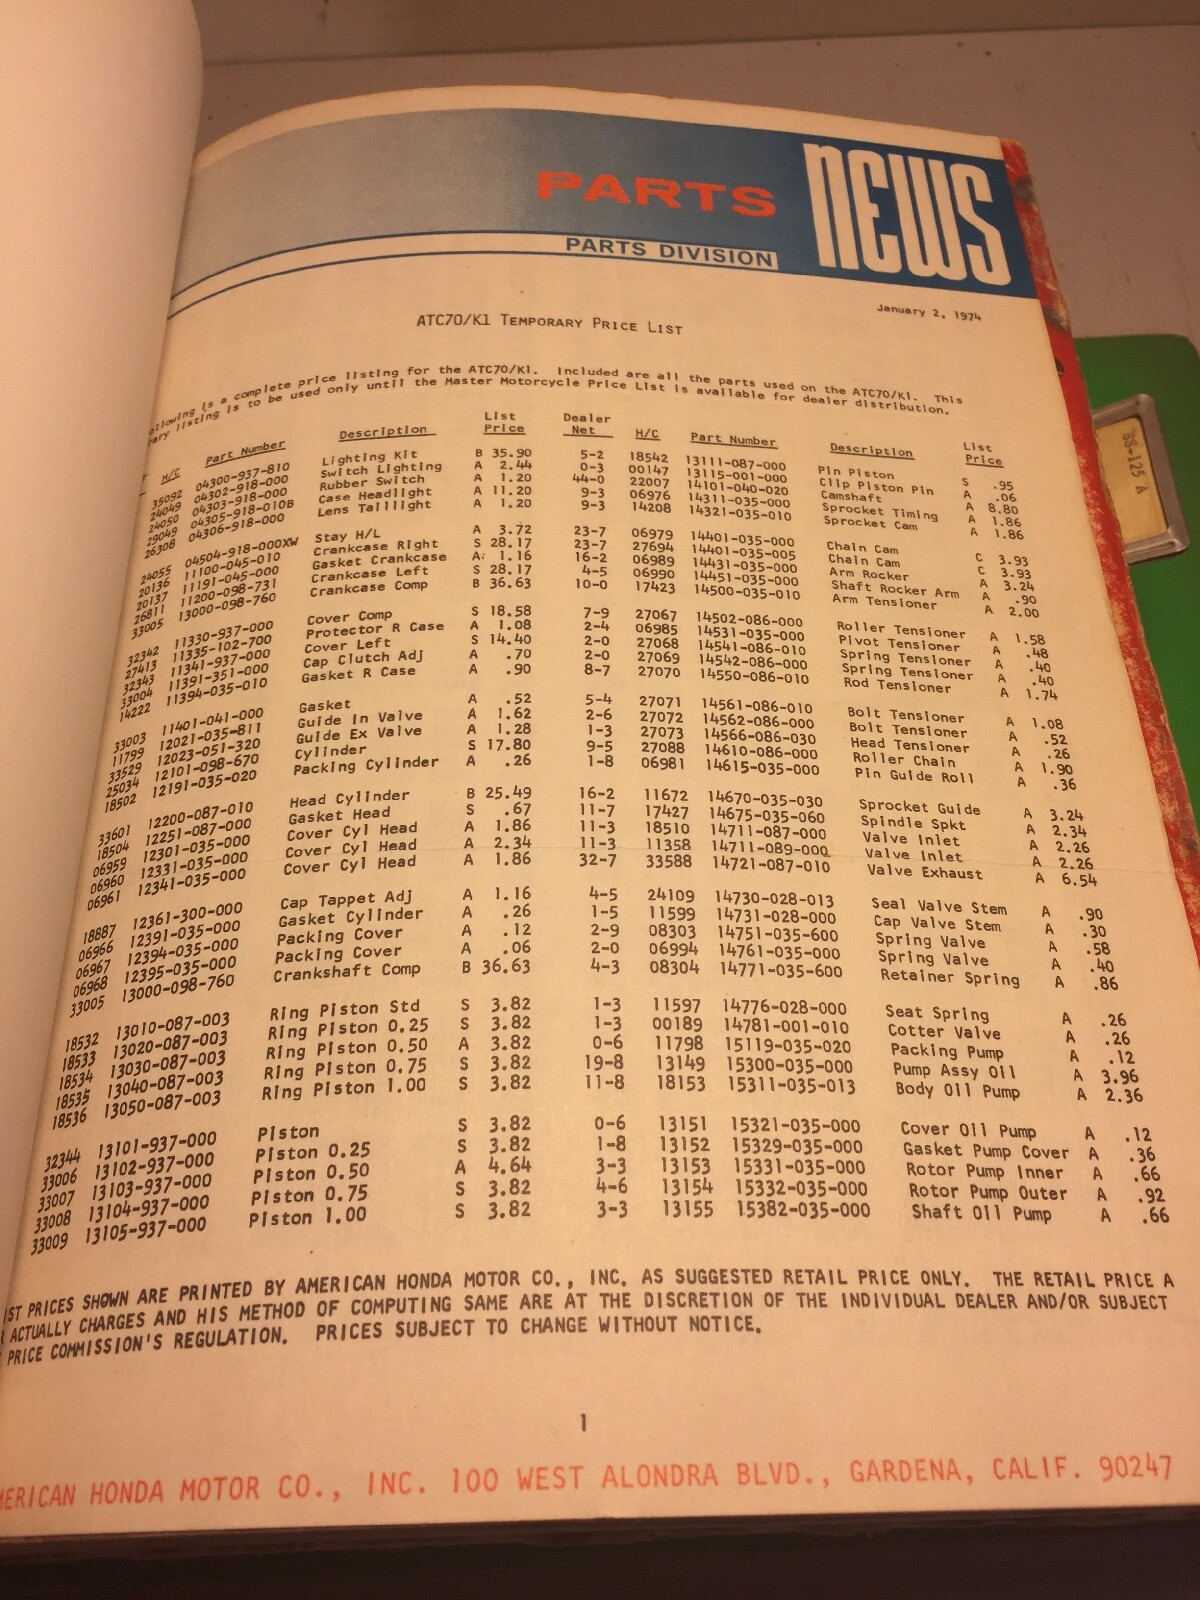 PARTS NEWS
PARTS DIVISION
January 2, 1974
ATC70/K1 TEMPORARY PRICE LIST
ollowing is a complete price listing for the ATC70/K1. Included are all the parts used on the ATC70/K1. This
rary listing is to be used only until the Master Motorcycle Price List is available for dealer distribution.
H/C Part Number Description List Price Dealer Net H/C Part Number Description List Price
35092 04300-937-810 Lighting Kit B 35.90 5-2 18542 13111-087-000 Pin Piston S .95
24049 04302-918-000 Switch Lighting A 2.44 0-3 00147 13115-001-000 Clip Piston Pin A .06
24050 04303-918-000 Rubber Switch A 1.20 44-0 22007 14101-040-020 Camshaft A 8.80
29049 04305-918-010B Case Headlight A 11.20 9-3 06976 14311-035-000 Sprocket Timing A 1.86
26308 04306-918-000 Lens Taillight A 1.20 9-3 14208 14321-035-010 Sprocket Cam A 1.86
24055 04504-918-000XW Stay H/L A 3.72 23-7 06979 14401-035-000 Chain Cam C 3.93
20136 11100-045-010 Crankcase Right S 28.17 23-7 27694 14401-035-005 Chain Cam C 3.93
20137 11191-045-000 Gasket Crankcase A 1.16 16-2 06989 14431-035-000 Arm Rocker A 3.24
26811 11200-098-731 Crankcase Left S 28.17 4-5 06990 14451-035-000 Shaft Rocker Arm A .90
33005 13000-098-760 Crankcase Comp B 36.63 10-0 17423 14500-035-010 Arm Tensioner A 2.00
32342 11330-937-000 Cover Comp S 18.58 7-9 27067 14502-086-000 Roller Tensioner A 1.58
27413 11335-102-700 Protector R Case A 1.08 2-4 06985 14531-035-000 Pivot Tensioner A .48
32343 11341-937-000 Cover Left S 14.40 2-0 27068 14541-086-010 Spring Tensioner A .40
33004 11391-351-000 Cap Clutch Adj A .70 2-0 27069 14542-086-000 Spring Tensioner A .40
14222 11394-035-010 Gasket R Case A .90 8-7 27070 14550-086-010 Rod Tensioner A 1.74
33003 11401-041-000 Gasket A .52 5-4 27071 14561-086-010 Bolt Tensioner A 1.08
11799 12021-035-811 Guide In Valve A 1.62 2-6 27072 14562-086-000 Bolt Tensioner A .52
33529 12023-051-320 Guide Ex Valve A 1.28 1-3 27073 14566-086-030 Head Tensioner A .26
25034 12101-098-670 Cylinder S 17.80 9-5 27088 14610-086-000 Roller Chain A 1.90
18502 12191-035-020 Packing Cylinder A .26 1-8 06981 14615-035-000 Pin Guide Roll A .36
33601 12200-087-010 Head Cylinder B 25.49 16-2 11672 14670-035-030 Sprocket Guide A 3.24
18504 12251-087-000 Gasket Head S .67 11-7 17427 14675-035-060 Spindle Spkt A 2.34
06959 12301-035-000 Cover Cyl Head A 1.86 11-3 18510 14711-087-000 Valve Inlet A 2.26
06960 12331-035-000 Cover Cyl Head A 2.34 11-3 11358 14711-089-000 Valve Inlet A 2.26
06961 12341-035-000 Cover Cyl Head A 1.86 32-7 33588 14721-087-010 Valve Exhaust A 6.54
18887 12361-300-000 Cap Tappet Adj A 1.16 4-5 24109 14730-028-013 Seal Valve Stem A .90
06966 12391-035-000 Gasket Cylinder A .26 1-5 11599 14731-028-000 Cap Valve Stem A .30
06967 12394-035-000 Packing Cover A .12 2-9 08303 14751-035-600 Spring Valve A .58
06968 12395-035-000 Packing Cover A .06 2-0 06994 14761-035-000 Spring Valve A .40
33005 13000-098-760 Crankshaft Comp B 36.63 4-3 08304 14771-035-600 Retainer Spring A .86
18532 13010-087-003 Ring Piston Std S 3.82 1-3 11597 14776-028-000 Seat Spring A .26
18533 13020-087-003 Ring Piston 0.25 S 3.82 1-3 00189 14781-001-010 Cotter Valve A .26
18534 13030-087-003 Ring Piston 0.50 A 3.82 0-6 11798 15119-035-020 Packing Pump A .12
18535 13040-087-003 Ring Piston 0.75 S 3.82 19-8 13149 15300-035-000 Pump Assy Oil A 3.96
18536 13050-087-003 Ring Piston 1.00 S 3.82 11-8 18153 15311-035-013 Body Oil Pump A 2.36
32344 13101-937-000 Piston S 3.82 0-6 13151 15321-035-000 Cover Oil Pump A .12
33006 13102-937-000 Piston 0.25 S 3.82 1-8 13152 15329-035-000 Gasket Pump Cover A .36
33007 13103-937-000 Piston 0.50 A 4.64 3-3 13153 15331-035-000 Rotor Pump Inner A .66
33008 13104-937-000 Piston 0.75 S 3.82 4-6 13154 15332-035-000 Rotor Pump Outer A .92
33009 13105-937-000 Piston 1.00 S 3.82 3-3 13155 15382-035-000 Shaft Oil Pump A .66
IST PRICES SHOWN ARE PRINTED BY AMERICAN HONDA MOTOR CO., INC. AS SUGGESTED RETAIL PRICE ONLY. THE RETAIL PRICE A
R ACTUALLY CHARGES AND HIS METHOD OF COMPUTING SAME ARE AT THE DISCRETION OF THE INDIVIDUAL DEALER AND/OR SUBJECT
PRICE COMMISSION'S REGULATION. PRICES SUBJECT TO CHANGE WITHOUT NOTICE.
1
MERICAN HONDA MOTOR CO., INC. 100 WEST ALONDRA BLVD., GARDENA, CALIF. 90247
SS-125 A